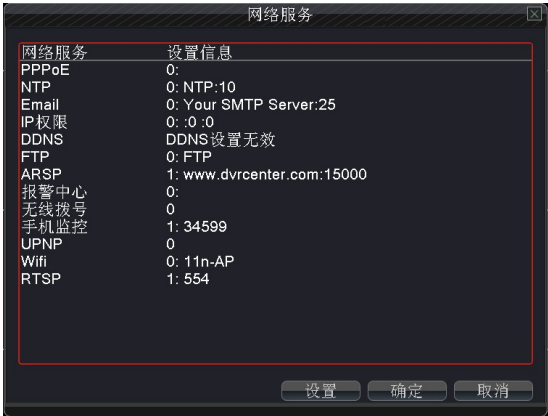 网络服务
网络服务 设置信息
PPPoE 0:
NTP 0: NTP:10
Email 0: Your SMTP Server:25
IP权限 0: :0 :0
DDNS DDNS设置无效
FTP 0: FTP
ARSP 1: www.dvrcenter.com:15000
报警中心 0:
无线拨号 0
手机监控 1: 34599
UPNP 0
Wifi 0: 11n-AP
RTSP 1: 554
设置 确定 取消